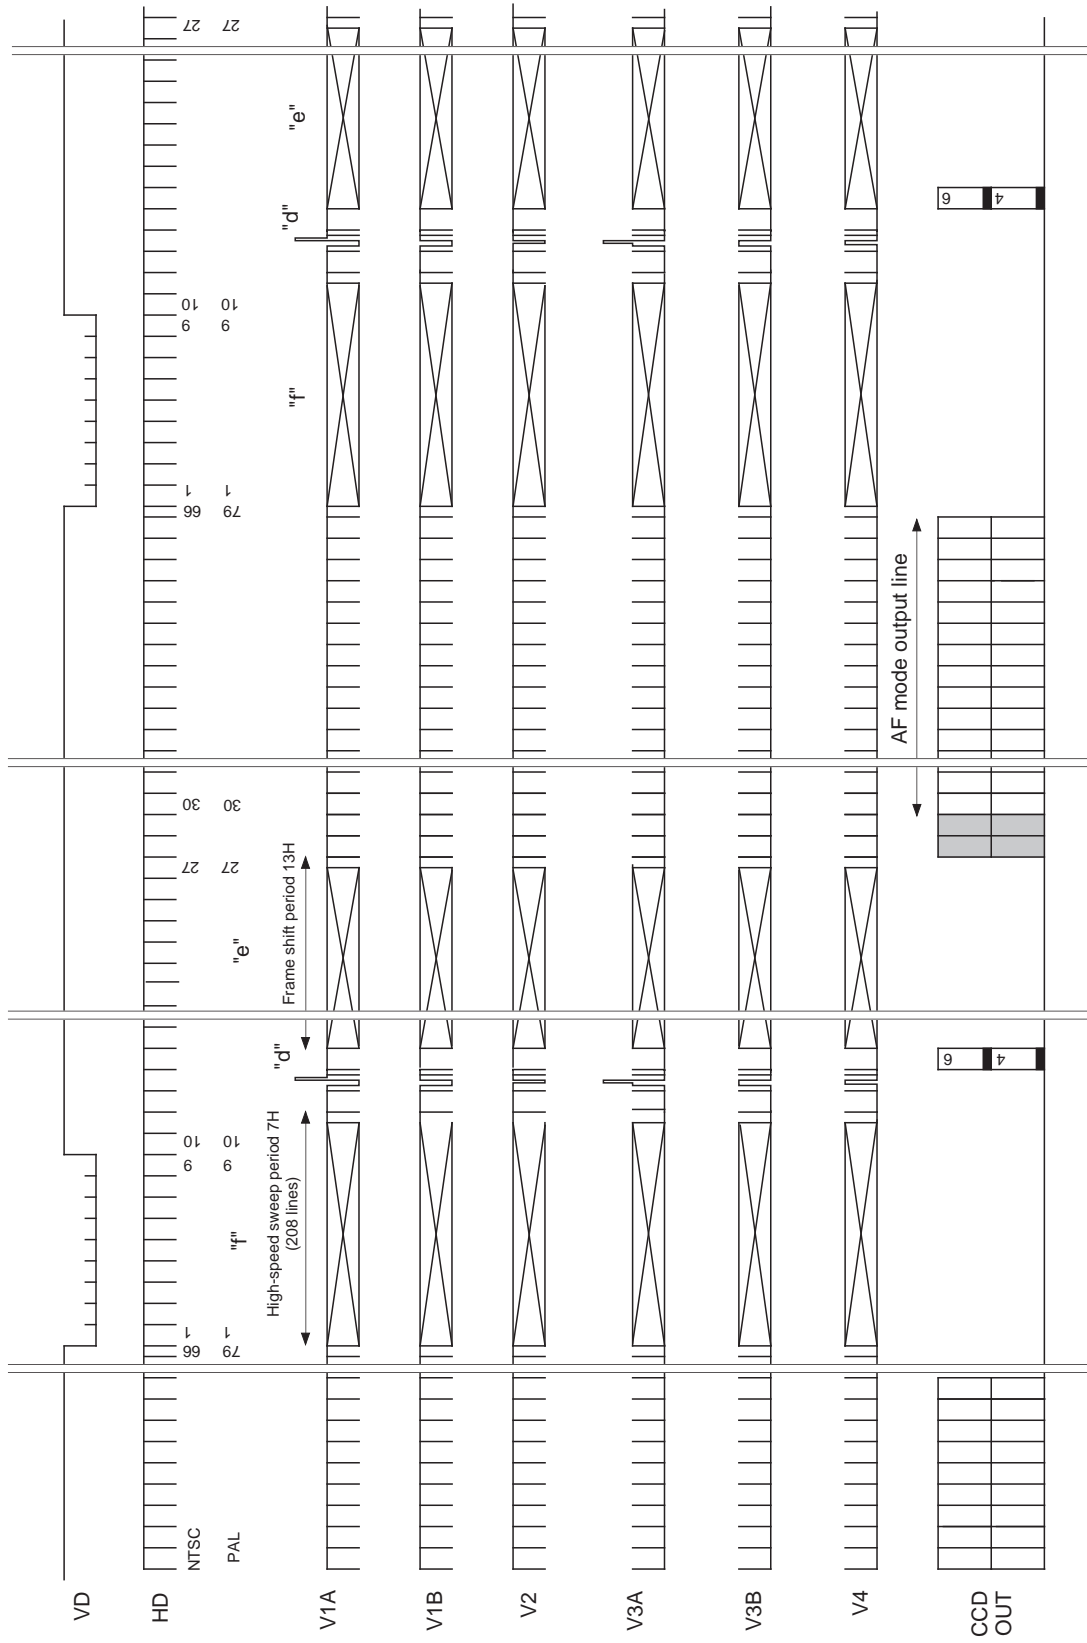 VD
HD
NTSC 66 1 9 10 27 30 66 1 9 10 27
PAL 79 1 9 10 27 30 79 1 9 10 27
"f" "e"
High-speed sweep period 7H
(208 lines)
"d"
Frame shift period 13H
"f" "d" "e"
V1A
V1B
V2
V3A
V3B
V4
AF mode output line
CCD
OUT
9
4
9
4